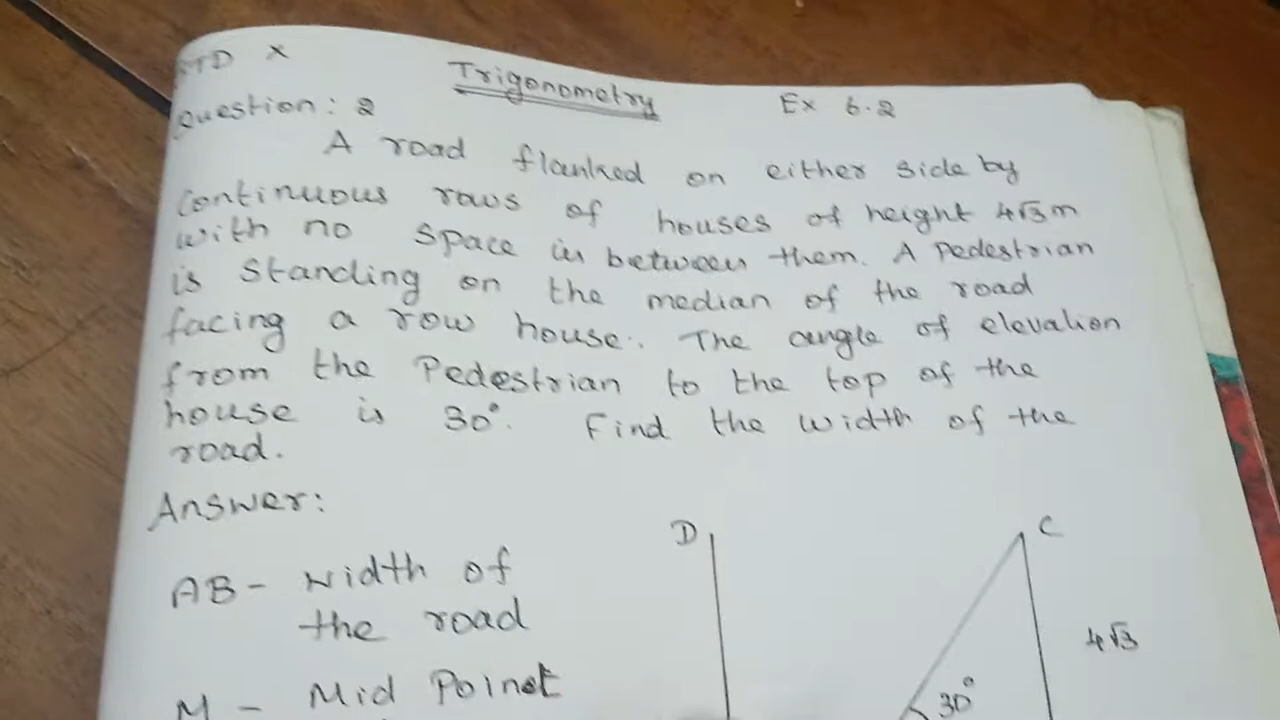 STD X
Trigonometry
Ex 6.2
Question: 2
A road flanked on either side by
continuous rows of houses of height 4√3m
with no space in between them. A Pedestrian
is standing on the median of the road
facing a row house. The angle of elevation
from the Pedestrian to the top of the
house is 30°. Find the width of the
road.
Answer:
AB - Width of
the road
M - Mid Point
D
C
4√3
30°